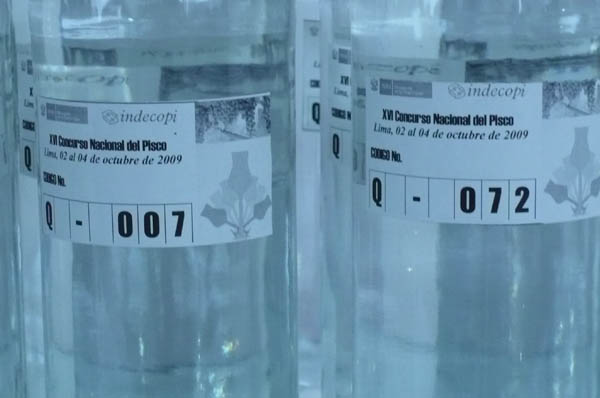 indecopi
XVI Concurso Nacional del Pisco
Lima, 02 al 04 de octubre de 2009
CODIGO No.
Q - 007
indecopi
XVI Concurso Nacional del Pisco
Lima, 02 al 04 de octubre de 2009
CODIGO No.
Q - 072